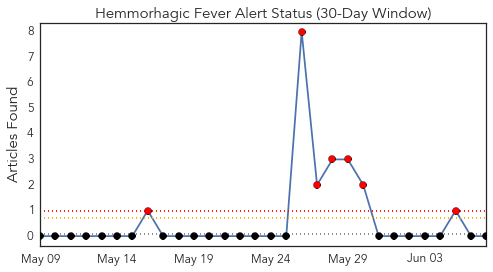 Hemmorhagic Fever Alert Status (30-Day Window)
Articles Found
8
7
6
5
4
3
2
1
0
May 09
May 14
May 19
May 24
May 29
Jun 03